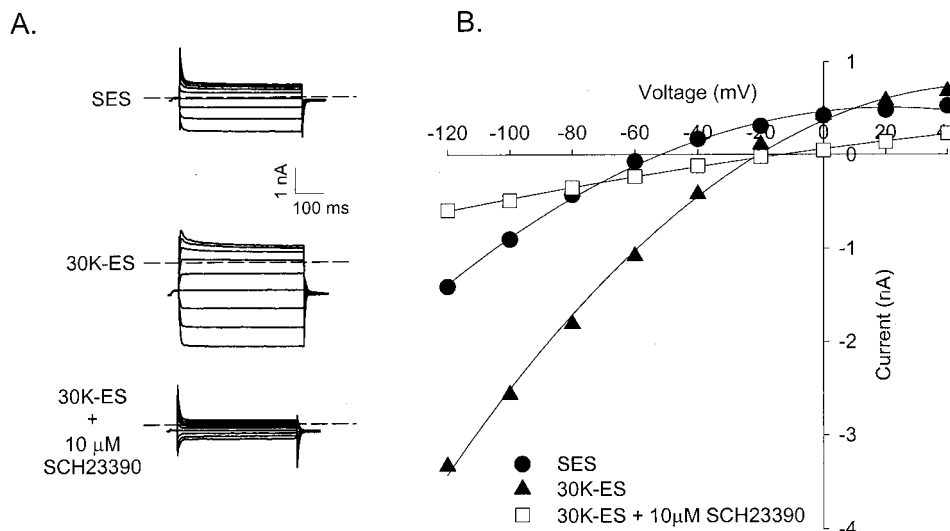 A.
SES
1 nA
100 ms
30K-ES
30K-ES
+
10 µM
SCH23390
B.
Voltage (mV)
-120 -100 -80 -60 -40 -20 0 20 40
1
0
-1
-2
-3
-4
Current (nA)
SES
30K-ES
30K-ES + 10µM SCH23390